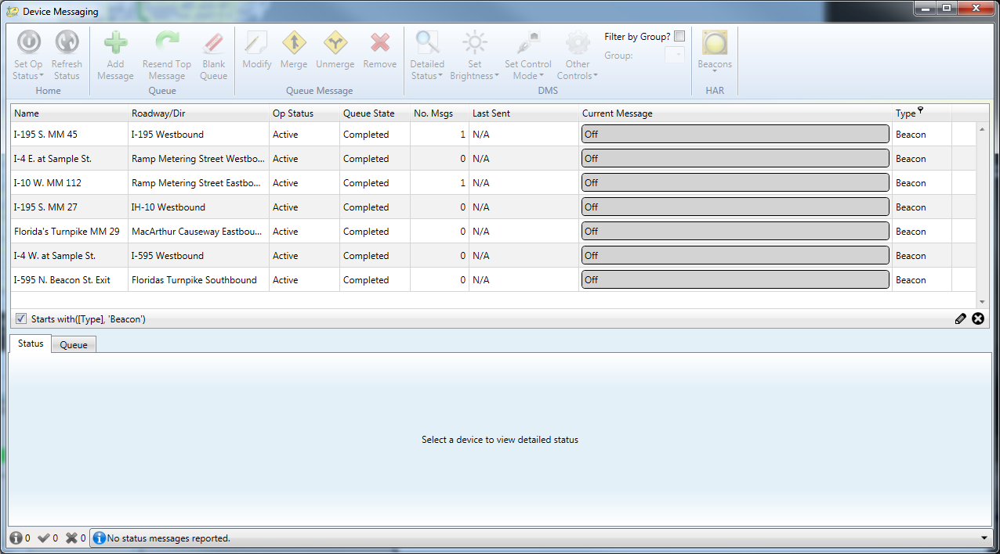 Device Messaging
Set Op Status
Refresh Status
Add Message
Resend Top Message
Blank Queue
Modify
Merge
Unmerge
Remove
Detailed Status
Set Brightness
Set Control Mode
Other Controls
Filter by Group?
Group:
Beacons
Home
Queue
Queue Message
DMS
HAR
Name Roadway/Dir Op Status Queue State No. Msgs Last Sent Current Message Type
I-195 S. MM 45 I-195 Westbound Active Completed 1 N/A Off Beacon
I-4 E. at Sample St. Ramp Metering Street Westbo... Active Completed 0 N/A Off Beacon
I-10 W. MM 112 Ramp Metering Street Eastbo... Active Completed 1 N/A Off Beacon
I-195 S. MM 27 IH-10 Westbound Active Completed 0 N/A Off Beacon
Florida's Turnpike MM 29 MacArthur Causeway Eastbou... Active Completed 0 N/A Off Beacon
I-4 W. at Sample St. I-595 Westbound Active Completed 0 N/A Off Beacon
I-595 N. Beacon St. Exit Floridas Turnpike Southbound Active Completed 0 N/A Off Beacon
Starts with([Type], 'Beacon')
Status Queue
Select a device to view detailed status
0 0 0 No status messages reported.